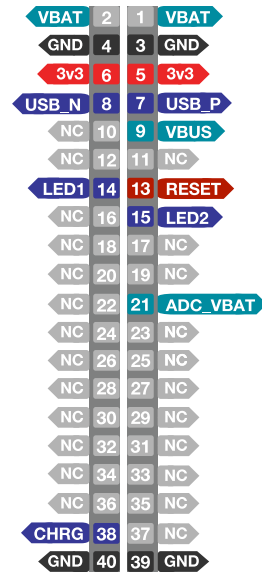 VBAT 2 1 VBAT
GND 4 3 GND
3v3 6 5 3v3
USB_N 8 7 USB_P
NC 10 9 VBUS
NC 12 11 NC
LED1 14 13 RESET
NC 16 15 LED2
NC 18 17 NC
NC 20 19 NC
NC 22 21 ADC_VBAT
NC 24 23 NC
NC 26 25 NC
NC 28 27 NC
NC 30 29 NC
NC 32 31 NC
NC 34 33 NC
NC 36 35 NC
CHRG 38 37 NC
GND 40 39 GND